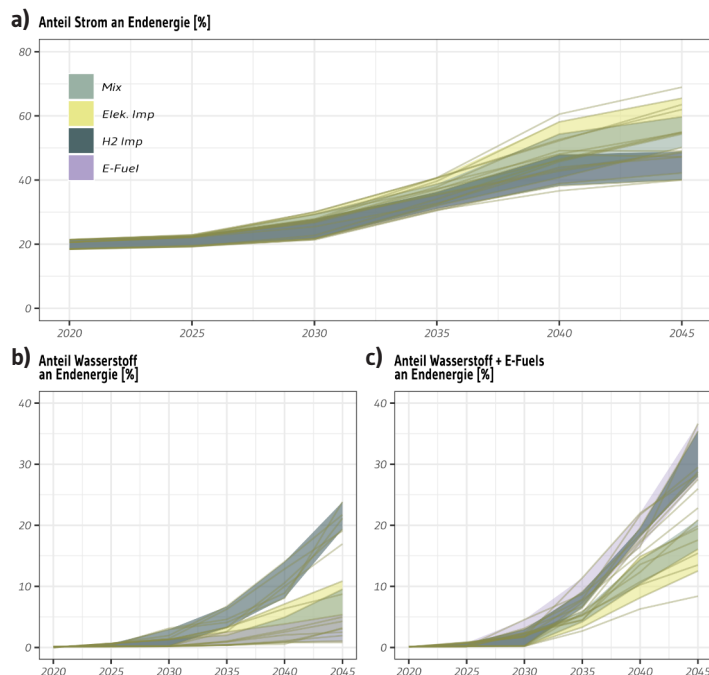 a) Anteil Strom an Endenergie [%]
80
60
40
20
0
Mix
Elek. Imp
H2 Imp
E-Fuel
2020 2025 2030 2035 2040 2045
b) Anteil Wasserstoff
an Endenergie [%]
40
30
20
10
0
2020 2025 2030 2035 2040 2045
c) Anteil Wasserstoff + E-Fuels
an Endenergie [%]
40
30
20
10
0
2020 2025 2030 2035 2040 2045